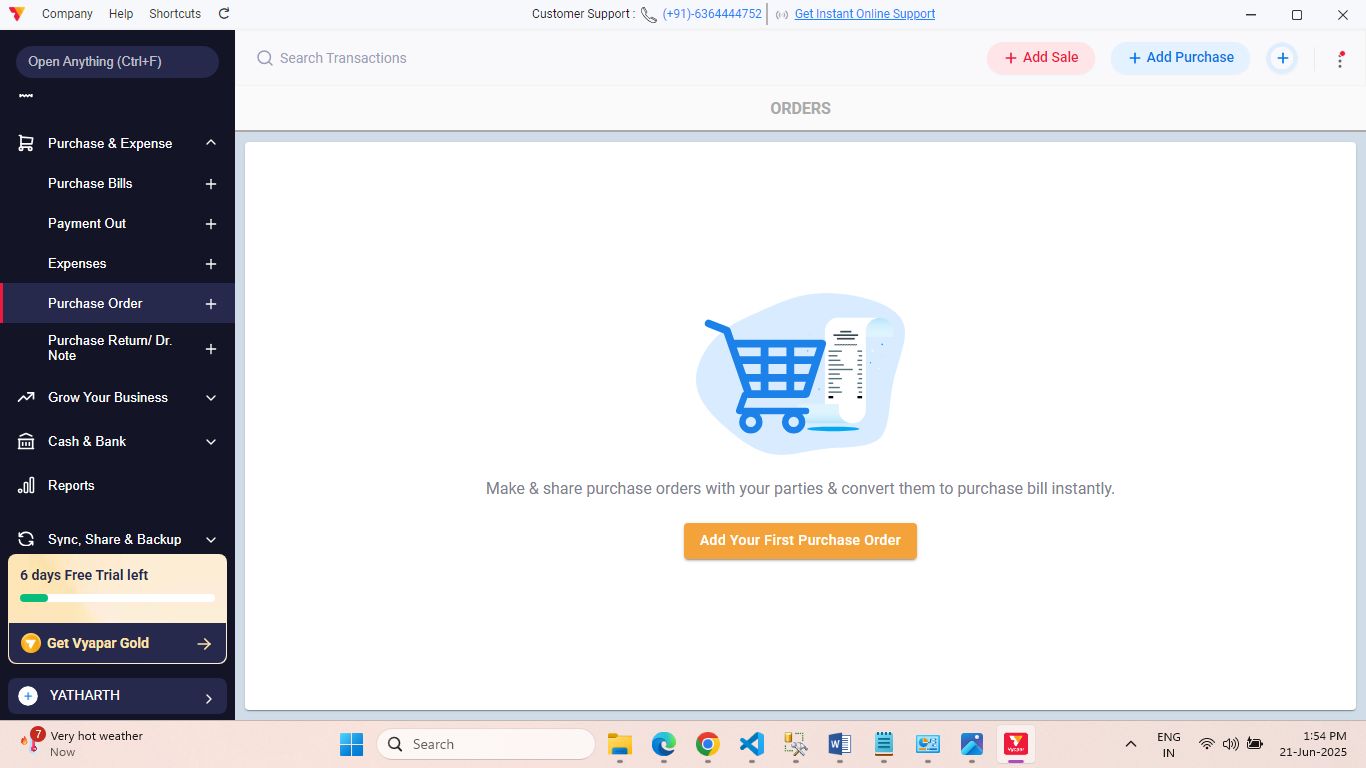 Company Help Shortcuts
Customer Support : (+91)-6364444752 Get Instant Online Support
Open Anything (Ctrl+F)
Purchase & Expense
Purchase Bills
Payment Out
Expenses
Purchase Order
Purchase Return/ Dr.
Note
Grow Your Business
Cash & Bank
Reports
Sync, Share & Backup
6 days Free Trial left
Get Vyapar Gold
YATHARTH
Search Transactions
+ Add Sale
+ Add Purchase
ORDERS
Make & share purchase orders with your parties & convert them to purchase bill instantly.
Add Your First Purchase Order
7
Very hot weather
Now
Search
Vyapar
ENG
IN
1:54 PM
21-Jun-2025